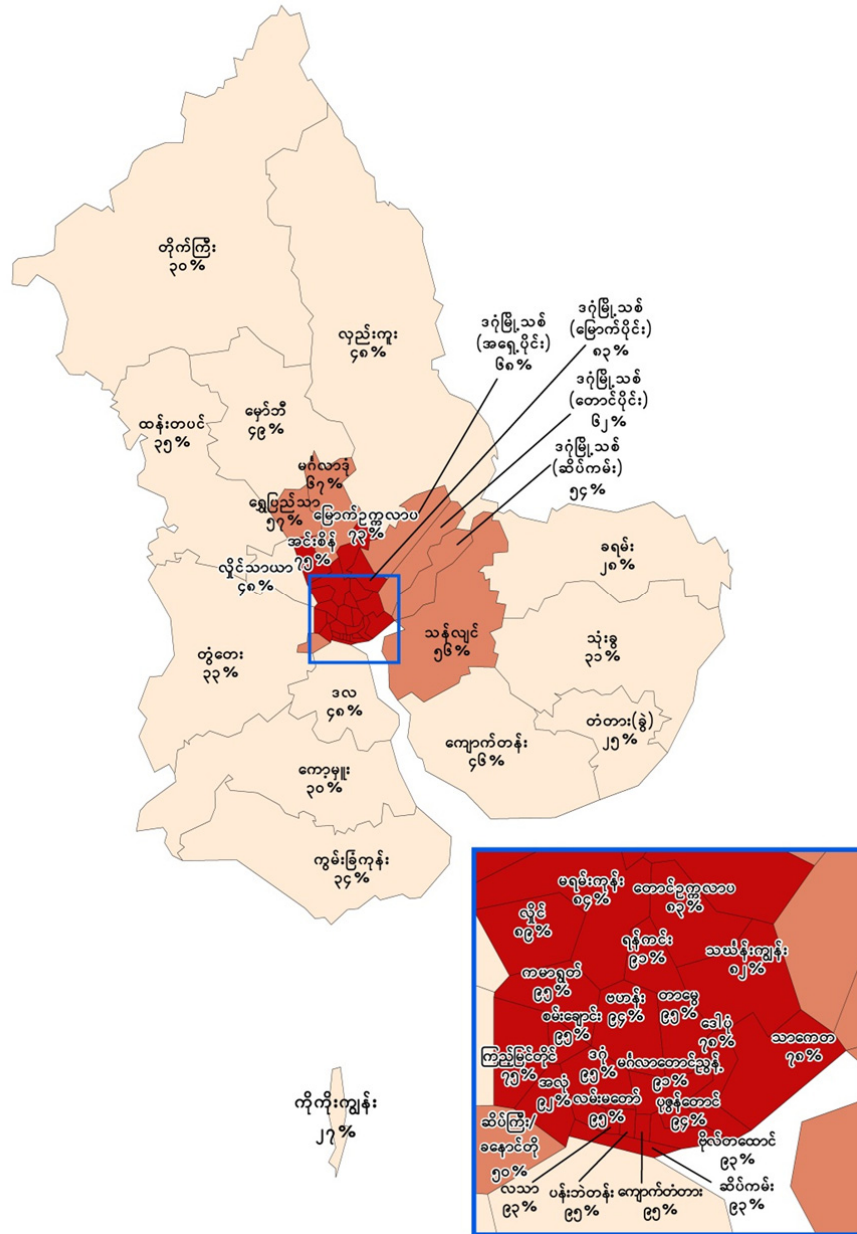 တိုက်ကြီး
၃၀%
လှည်းကူး
၄၈%
ဒဂုံမြို့သစ်
(အရှေ့ပိုင်း)
၆၈%
ဒဂုံမြို့သစ်
(မြောက်ပိုင်း)
၈၃%
ဒဂုံမြို့သစ်
(တောင်ပိုင်း)
၆၂%
ဒဂုံမြို့သစ်
(ဆိပ်ကမ်း)
၅၄%
ထန်းတပင်
၃၅%
မှော်ဘီ
၄၉%
မင်္ဂလာဒုံ
၆၇%
ရွှေပြည်သာ
၅၇%
မြောက်ဥက္ကလာပ
၇၃%
အင်းစိန်
၇၅%
လှိုင်သာယာ
၄၈%
ခရမ်း
၂၈%
သုံးခွ
၃၁%
သန်လျင်
၅၆%
တွံတေး
၃၃%
ဒလ
၄၈%
တံတား(ခွဲ)
၂၅%
ကျောက်တန်း
၄၆%
ကော့မှူး
၃၀%
ကွမ်းခြံကုန်း
၃၄%
ကိုကိုးကျွန်း
၂၇%
မရမ်းကုန်း
၈၄%
တောင်ဥက္ကလာပ
၈၃%
လှိုင်
၈၉%
ရန်ကင်း
၉၁%
သင်္ဃန်းကျွန်း
၈၂%
ကမာရွတ်
၉၅%
ဗဟန်း
၉၄%
တာမွေ
၉၅%
စမ်းချောင်း
၉၅%
ဒေါပုံ
၇၈%
သာကေတ
၇၈%
ကြည့်မြင်တိုင်
၇၅%
ဒဂုံ
၉၅%
မင်္ဂလာတောင်ညွန့်
၉၁%
အလုံ
၉၂%
လမ်းမတော်
၉၅%
ပုဇွန်တောင်
၉၄%
ဆိပ်ကြီး/
ခနောင်တို
၅၀%
ဗိုလ်တထောင်
၉၃%
လသာ
၉၃%
ပန်းဘဲတန်း
၉၅%
ကျောက်တံတား
၉၅%
ဆိပ်ကမ်း
၉၃%